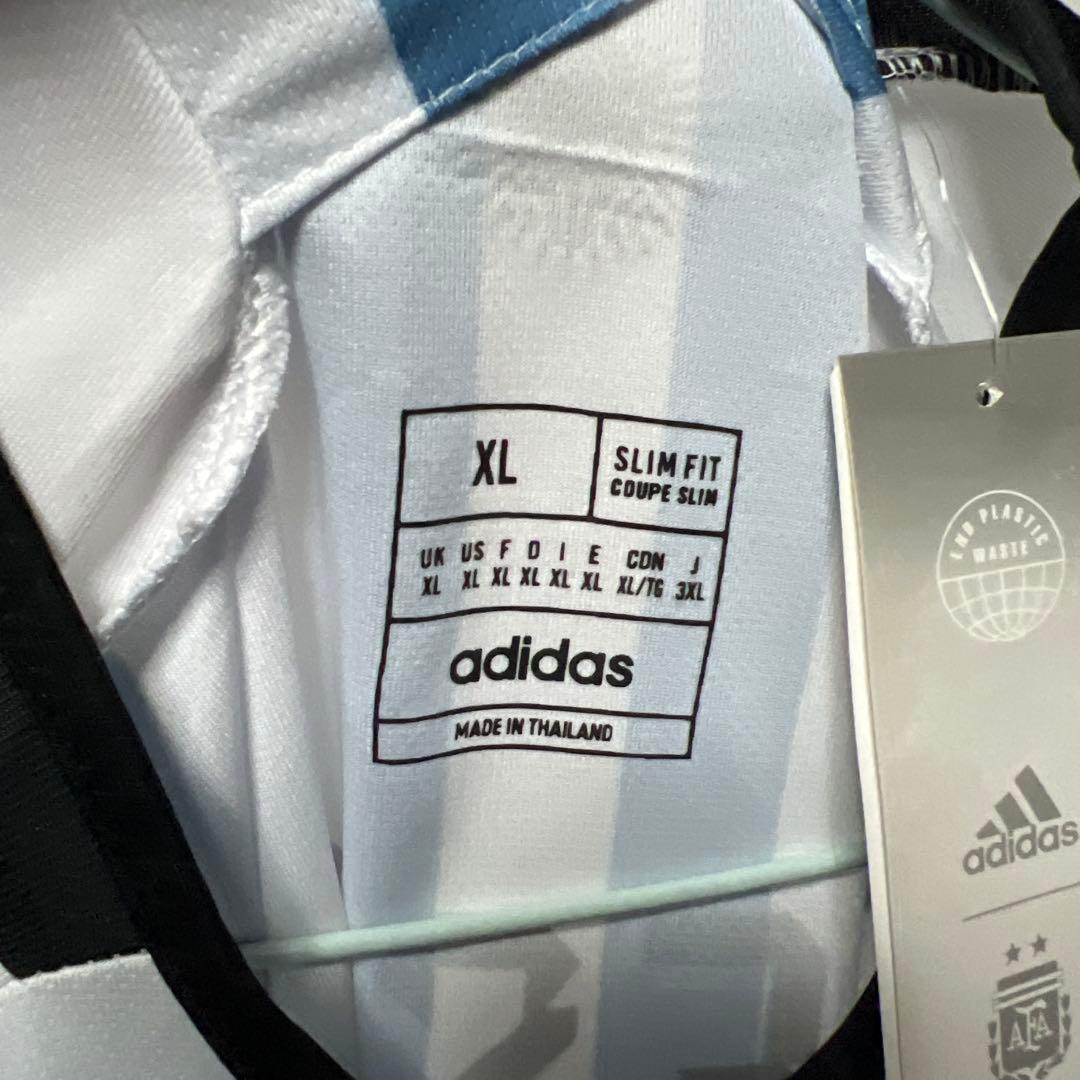 XL
SLIM FIT
COUPE SLIM
UK US F D I E CDN J
XL XL XL XL XL XL XL/TG 3XL
adidas
MADE IN THAILAND
END PLASTIC
WASTE
adidas
AFA